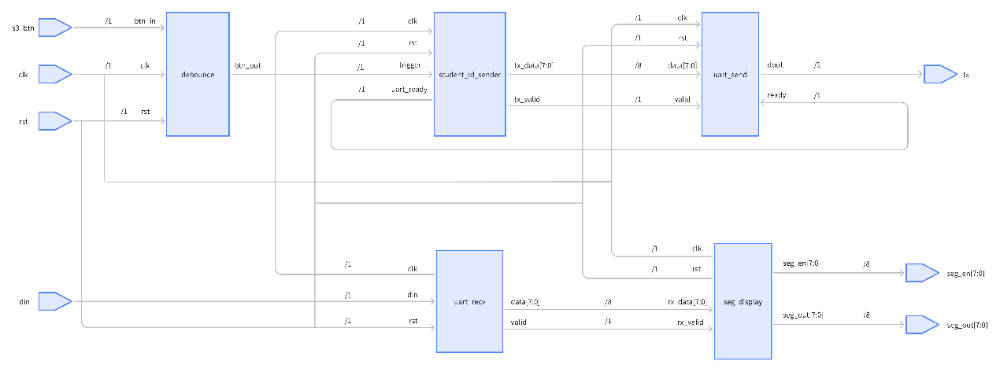 s3_btn
/1
btn_in
clk
/1
clk
rst
/1
rst
debounce
btn_out
/1
clk
/1
rst
/1
trigger
/1
uart_ready
student_id_sender
tx_data[7:0]
tx_valid
/1
clk
/1
rst
/8
data[7:0]
/1
valid
uart_send
dout
/1
ready
/1
tx
din
/1
clk
/1
din
/1
rst
uart_recv
data[7:0]
/8
rx_data[7:0]
valid
/1
rx_valid
/1
clk
/1
rst
seg_display
seg_en[7:0]
/8
seg_en[7:0]
seg_out[7:0]
/8
seg_out[7:0]